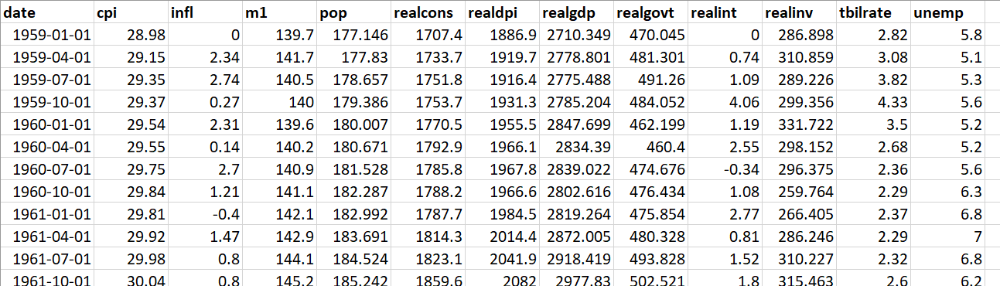 date cpi infl m1 pop realcons realdpi realgdp realgovt realint realinv tbilrate unemp
1959-01-01 28.98 0 139.7 177.146 1707.4 1886.9 2710.349 470.045 0 286.898 2.82 5.8
1959-04-01 29.15 2.34 141.7 177.83 1733.7 1919.7 2778.801 481.301 0.74 310.859 3.08 5.1
1959-07-01 29.35 2.74 140.5 178.657 1751.8 1916.4 2775.488 491.26 1.09 289.226 3.82 5.3
1959-10-01 29.37 0.27 140 179.386 1753.7 1931.3 2785.204 484.052 4.06 299.356 4.33 5.6
1960-01-01 29.54 2.31 139.6 180.007 1770.5 1955.5 2847.699 462.199 1.19 331.722 3.5 5.2
1960-04-01 29.55 0.14 140.2 180.671 1792.9 1966.1 2834.39 460.4 2.55 298.152 2.68 5.2
1960-07-01 29.75 2.7 140.9 181.528 1785.8 1967.8 2839.022 474.676 -0.34 296.375 2.36 5.6
1960-10-01 29.84 1.21 141.1 182.287 1788.2 1966.6 2802.616 476.434 1.08 259.764 2.29 6.3
1961-01-01 29.81 -0.4 142.1 182.992 1787.7 1984.5 2819.264 475.854 2.77 266.405 2.37 6.8
1961-04-01 29.92 1.47 142.9 183.691 1814.3 2014.4 2872.005 480.328 0.81 286.246 2.29 7
1961-07-01 29.98 0.8 144.1 184.524 1823.1 2041.9 2918.419 493.828 1.52 310.227 2.32 6.8
1961-10-01 30.04 0.8 145.2 185.242 1859.6 2082 2977.83 502.521 1.8 315.463 2.6 6.2